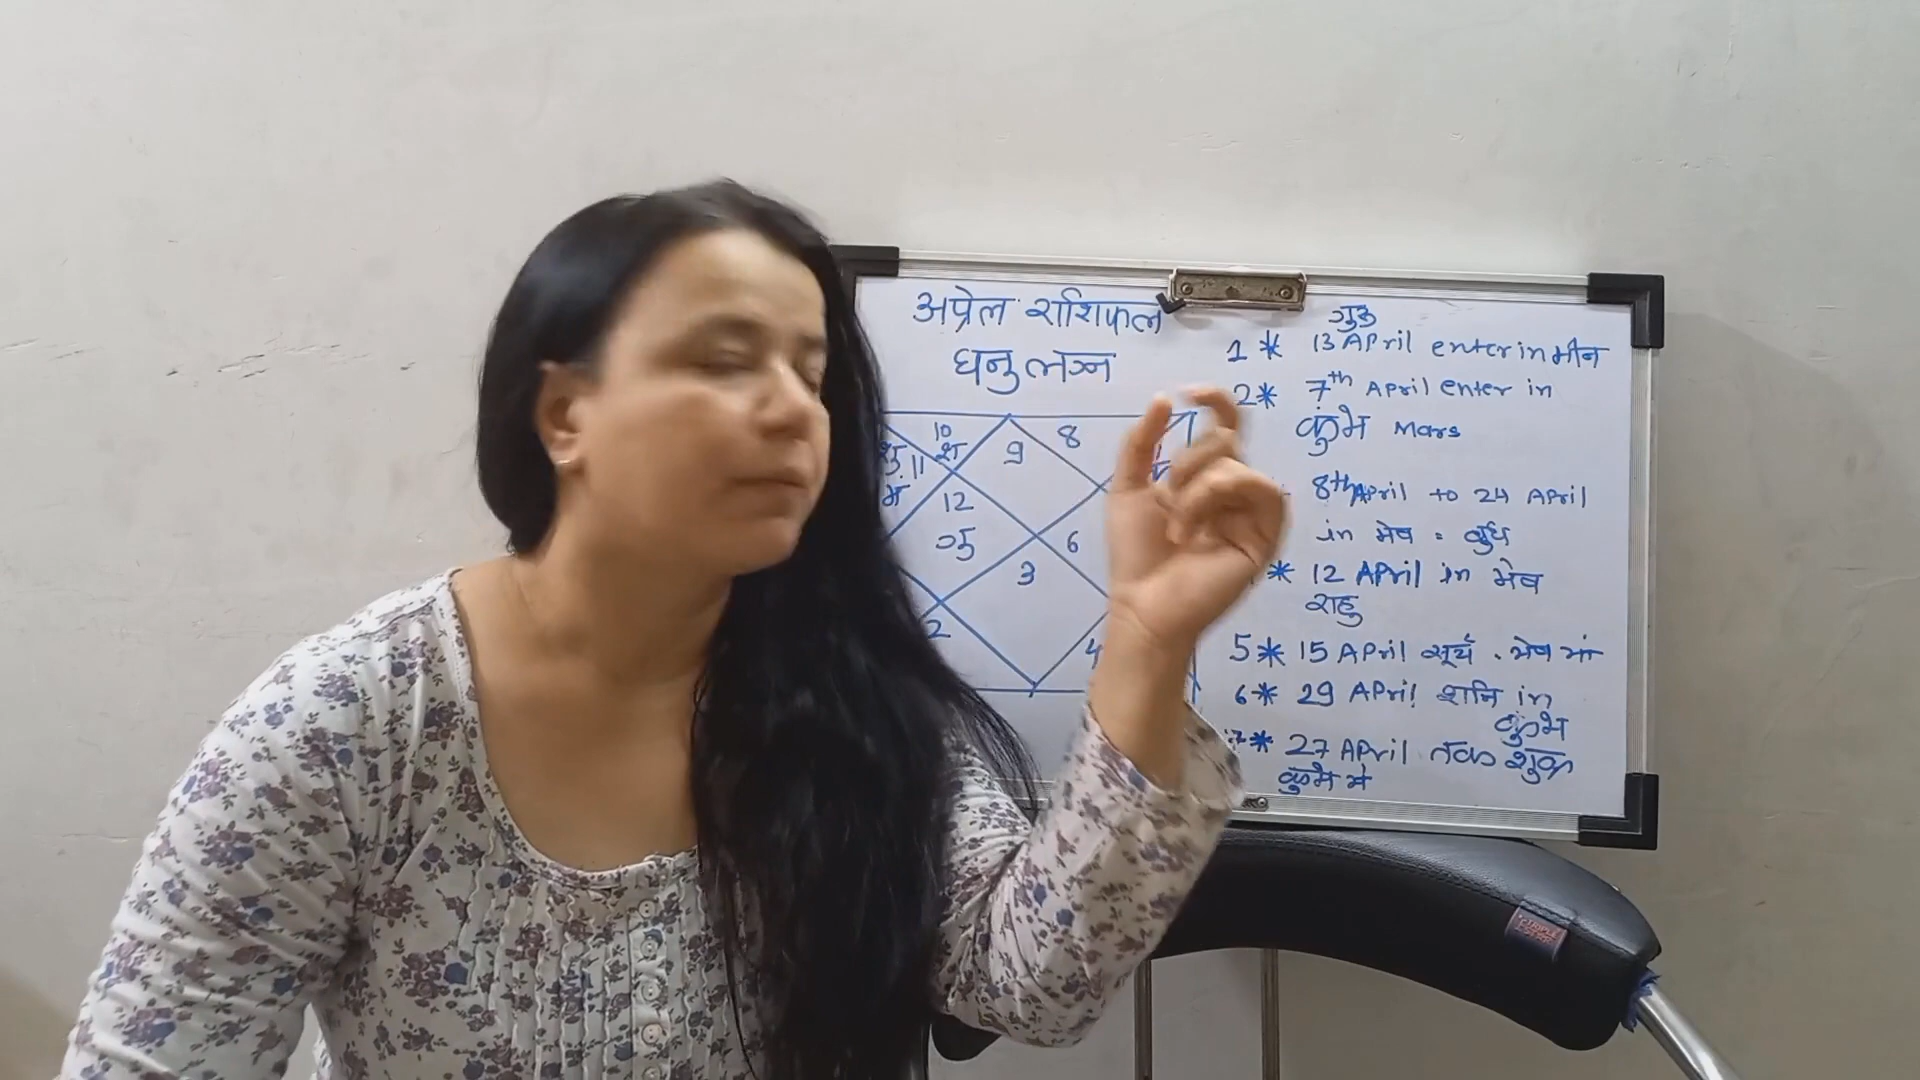 अप्रेल राशिफल
धनु लग्न
10
श
9
8
शु 11
मं
12
गु
6
3
2
4
गुरु
1 * 13 April enter in मीन
2 * 7th April enter in
कुंभ Mars
8th April to 24 April
in मेष = बुध
* 12 April in मेष
राहु
5 * 15 April सूर्य . मेष मां
6 * 29 April शनि in
कुंभ
7 * 27 April तक शुक्र
कुंभ मे